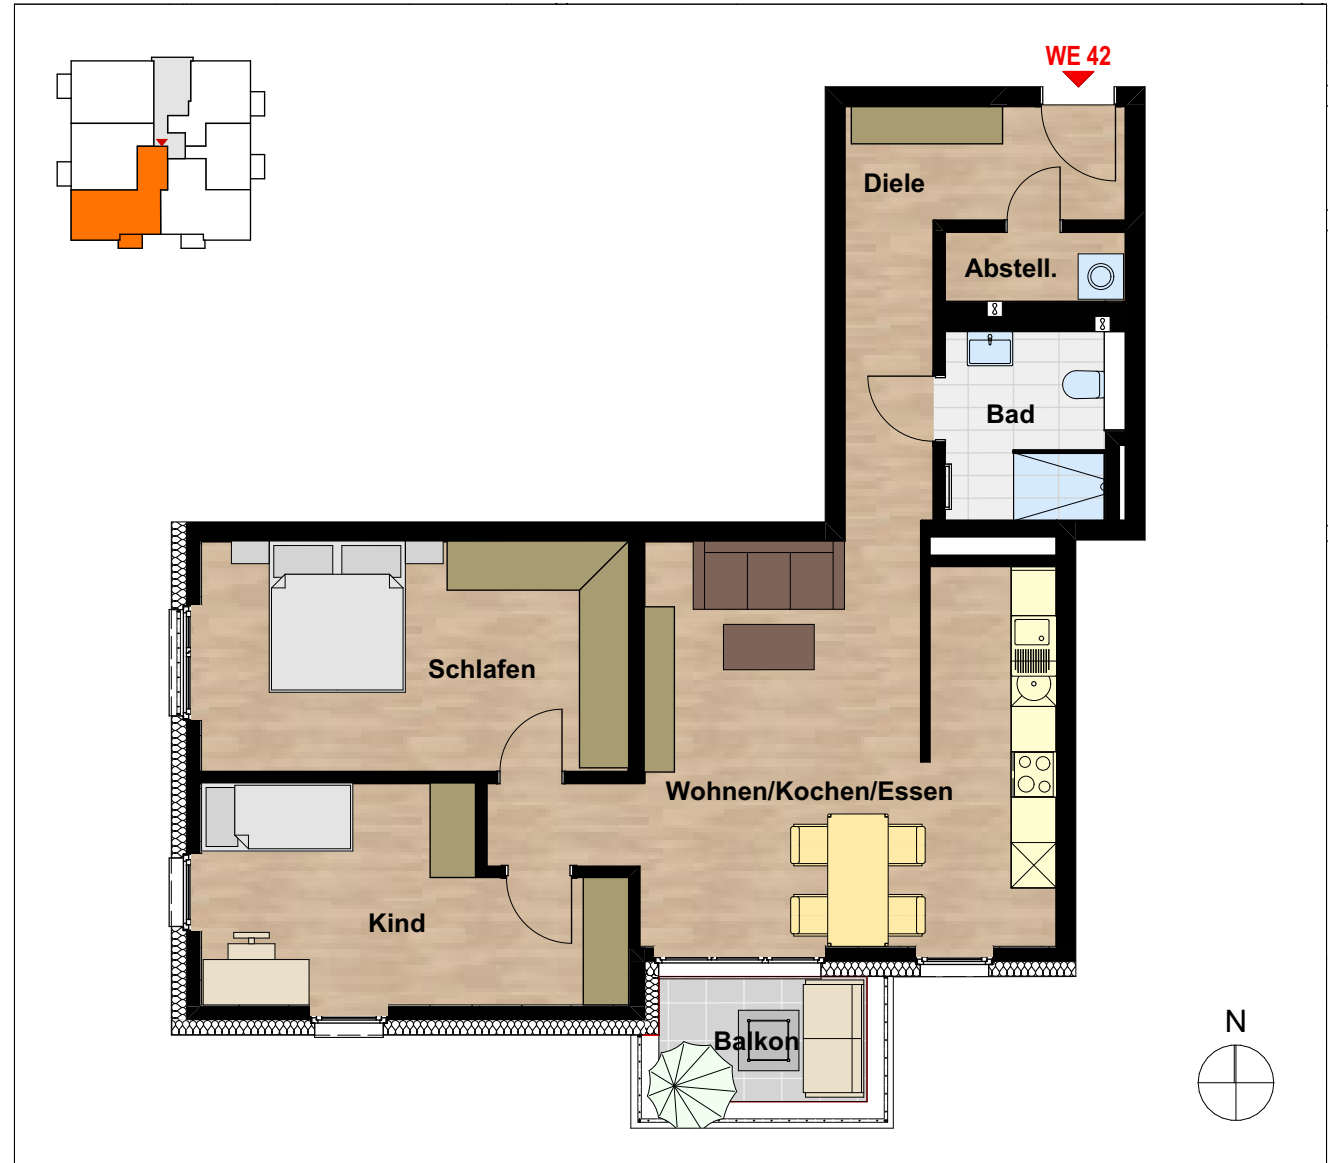 WE 42
Diele
Abstell.
Bad
Schlafen
Wohnen/Kochen/Essen
Kind
Balkon
N